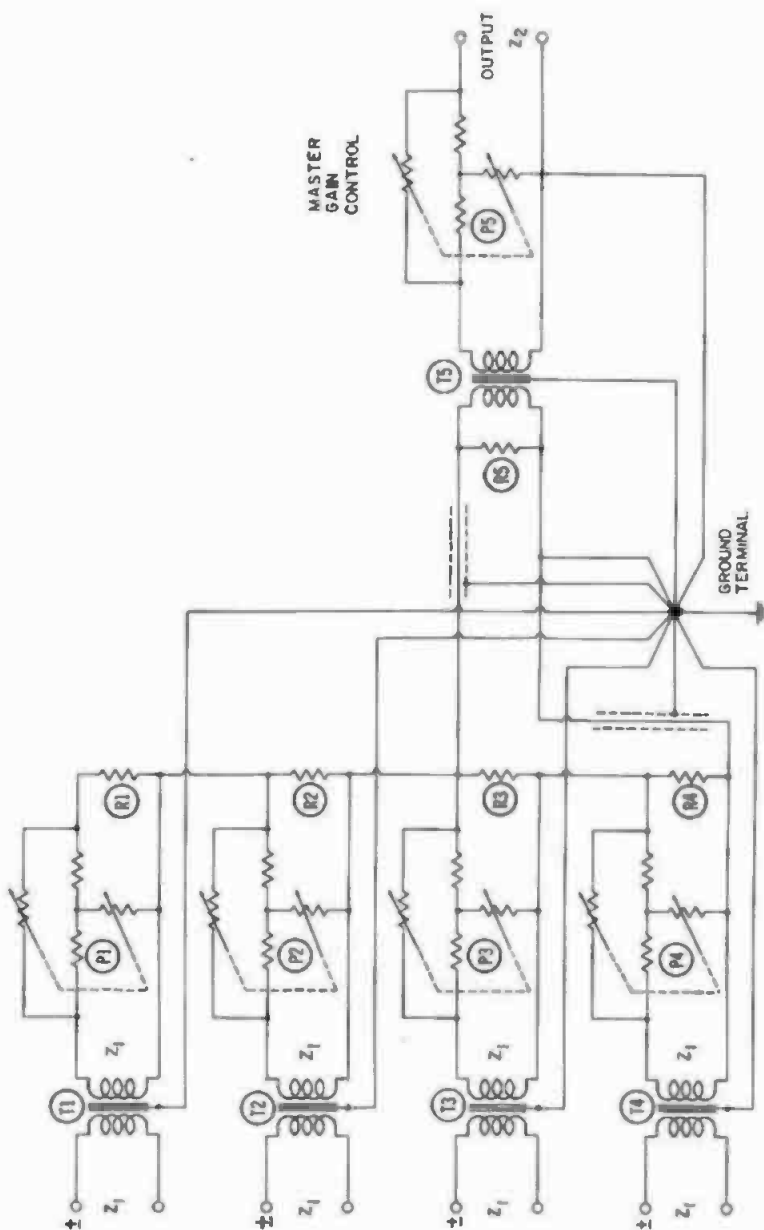 MASTER
GAIN
CONTROL
OUTPUT
Z2
P5
T5
R5
GROUND
TERMINAL
R1
P1
Z1
T1
±
Z1
R2
P2
Z1
T2
±
Z1
R3
P3
Z1
T3
±
Z1
R4
P4
Z1
T4
±
Z1